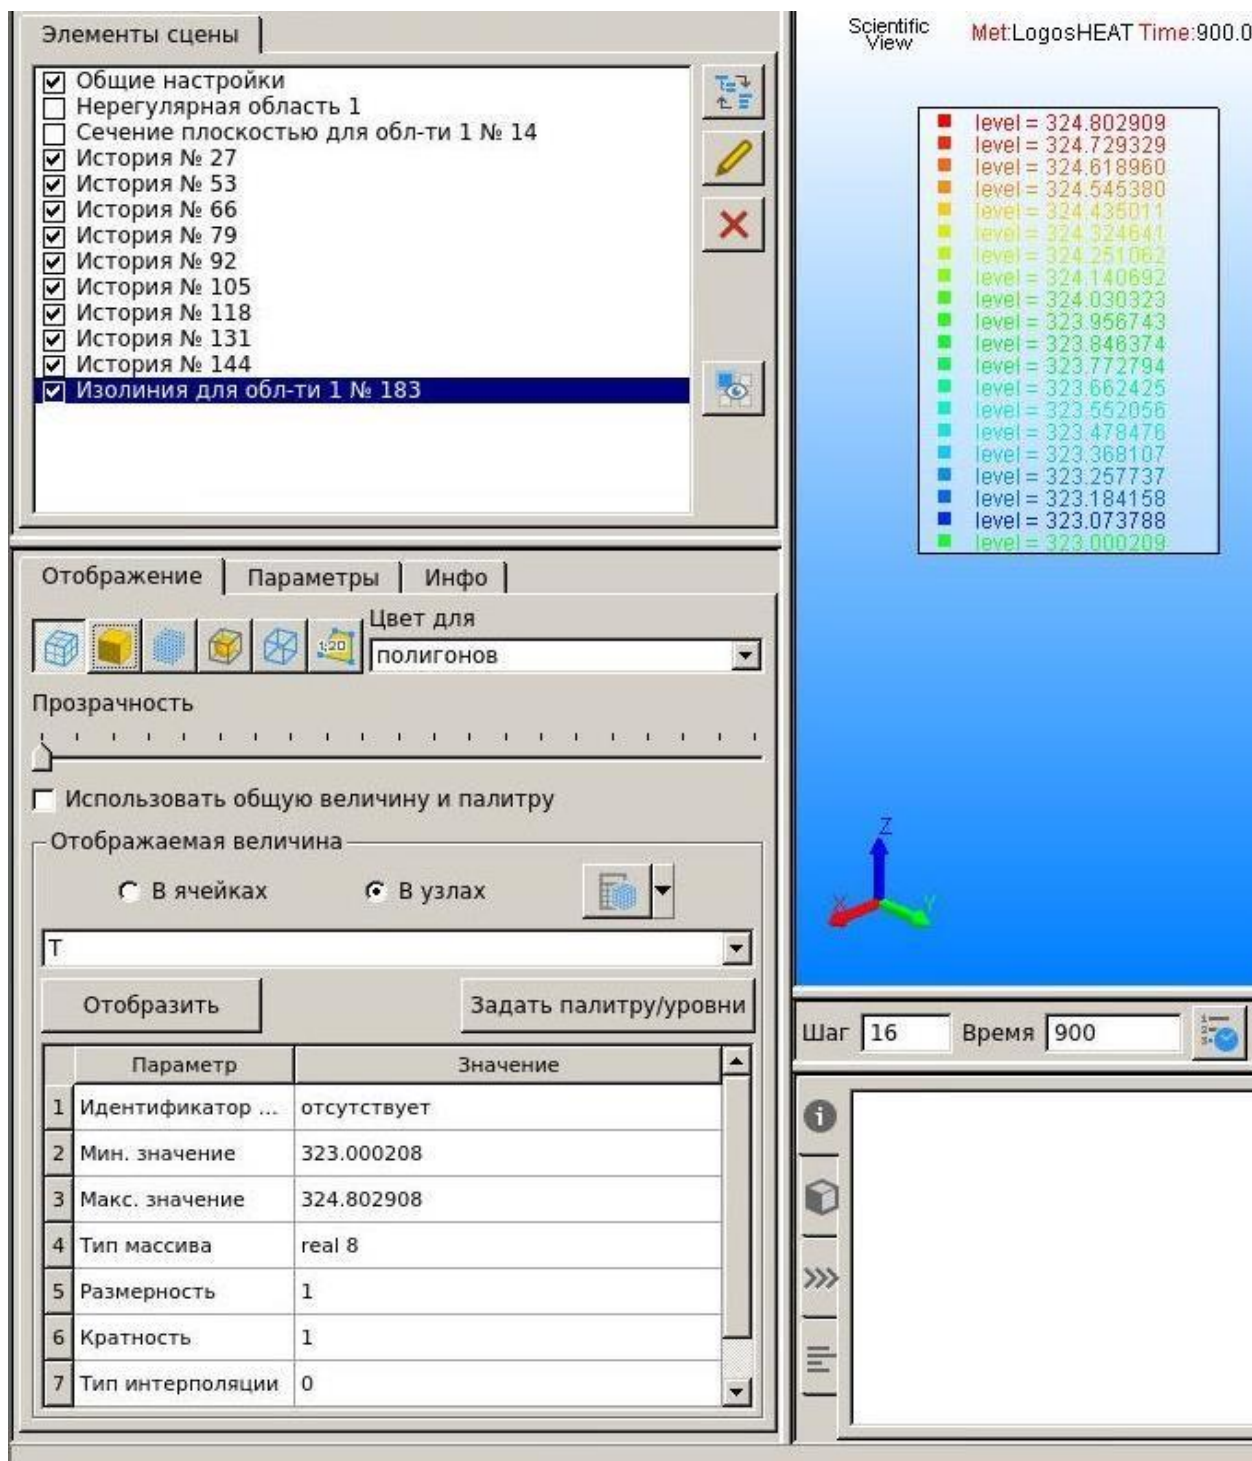 Элементы сцены
Общие настройки
Нерегулярная область 1
Сечение плоскостью для обл-ти 1 № 14
История № 27
История № 53
История № 66
История № 79
История № 92
История № 105
История № 118
История № 131
История № 144
Изолиния для обл-ти 1 № 183
Отображение
Параметры
Инфо
1:20
Цвет для
полигонов
Прозрачность
Использовать общую величину и палитру
Отображаемая величина
В ячейках
В узлах
T
Отобразить
Задать палитру/уровни
Параметр Значение
1 Идентификатор ... отсутствует
2 Мин. значение 323.000208
3 Макс. значение 324.802908
4 Тип массива real 8
5 Размерность 1
6 Кратность 1
7 Тип интерполяции 0
Scientific
View
Met:LogosHEAT Time:900.0
level = 324.802909
level = 324.729329
level = 324.618960
level = 324.545380
level = 324.435011
level = 324.324641
level = 324.251062
level = 324.140692
level = 324.030323
level = 323.956743
level = 323.846374
level = 323.772794
level = 323.662425
level = 323.552056
level = 323.478476
level = 323.368107
level = 323.257737
level = 323.184158
level = 323.073788
level = 323.000209
Z
X
Y
Шаг 16 Время 900